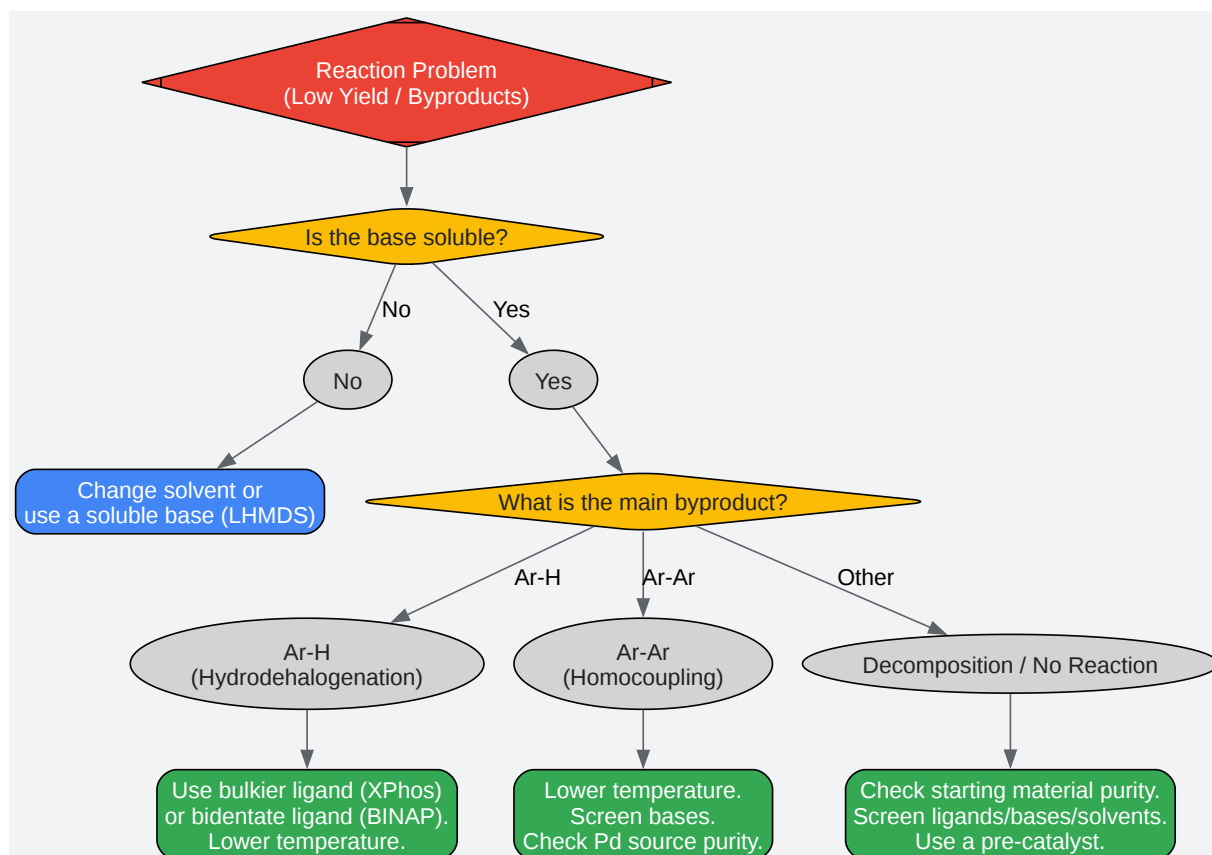 Reaction Problem
(Low Yield / Byproducts)
Is the base soluble?
No
Yes
No
Yes
Change solvent or
use a soluble base (LHMDS)
What is the main byproduct?
Ar-H
Ar-Ar
Other
Ar-H
(Hydrodehalogenation)
Ar-Ar
(Homocoupling)
Decomposition / No Reaction
Use bulkier ligand (XPhos)
or bidentate ligand (BINAP).
Lower temperature.
Lower temperature.
Screen bases.
Check Pd source purity.
Check starting material purity.
Screen ligands/bases/solvents.
Use a pre-catalyst.